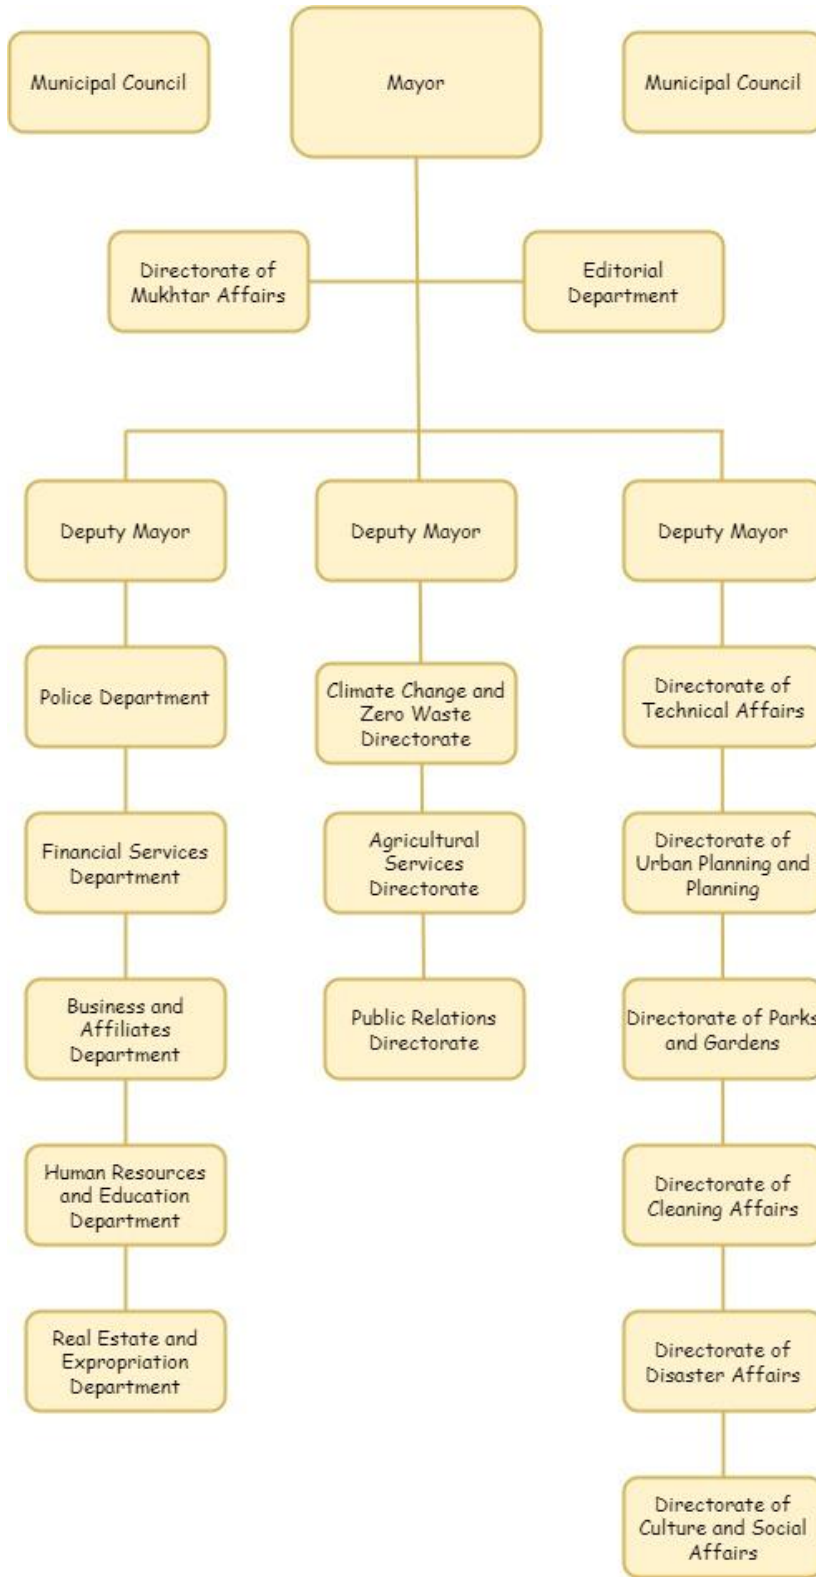 Municipal Council
Mayor
Municipal Council
Directorate of
Mukhtar Affairs
Editorial
Department
Deputy Mayor
Deputy Mayor
Deputy Mayor
Police Department
Climate Change and
Zero Waste
Directorate
Directorate of
Technical Affairs
Financial Services
Department
Agricultural
Services
Directorate
Directorate of
Urban Planning and
Planning
Business and
Affiliates
Department
Public Relations
Directorate
Directorate of Parks
and Gardens
Human Resources
and Education
Department
Directorate of
Cleaning Affairs
Real Estate and
Expropriation
Department
Directorate of
Disaster Affairs
Directorate of
Culture and Social
Affairs